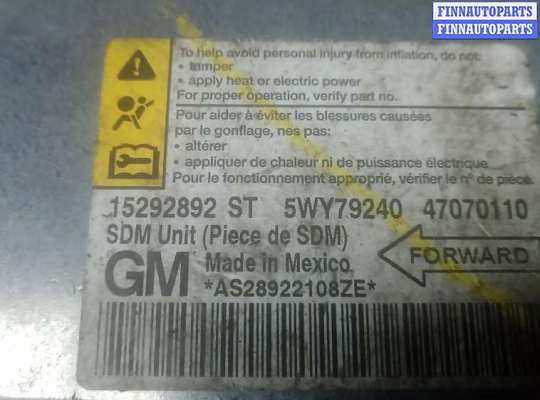 FINNAUTOPARTS
FINNAUTOPARTS
To help avoid personal injury from inflation, do not:
• tamper
• apply heat or electric power
For proper operation, verify part no.
Pour aider à éviter les blessures causées
par le gonflage, nes pas:
• altérer
• appliquer de chaleur ni de puissance électrique
Pour le fonctionnement approprié, vérifier le nº de pièce.
15292892 ST 5WY79240 47070110
SDM Unit (Piece de SDM)
FORWARD
GM Made in Mexico
*AS28922108ZE*
FINNAUTOPARTS
FINNAUTOPARTS